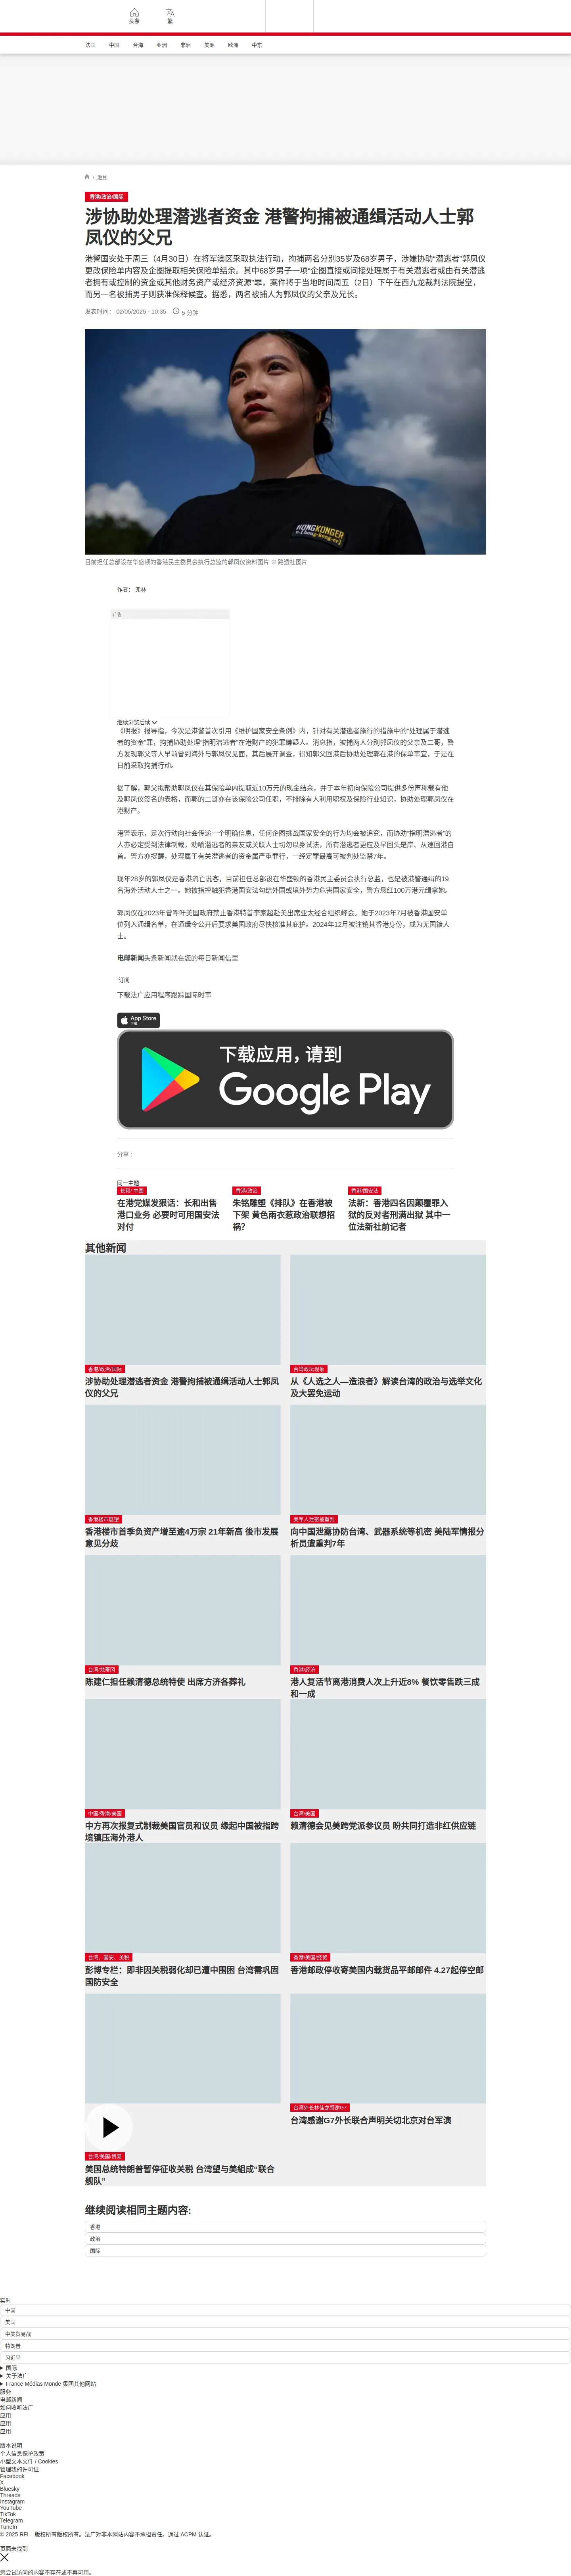 头条
繁
法国
中国
台海
亚洲
非洲
美洲
欧洲
中东
/ 港台
香港/政治/国际
涉协助处理潜逃者资金 港警拘捕被通缉活动人士郭
凤仪的父兄
港警国安处于周三（4月30日）在将军澳区采取执法行动，拘捕两名分别35岁及68岁男子，涉嫌协助“潜逃者”郭凤仪
更改保险单内容及企图提取相关保险单结余。其中68岁男子一项“企图直接或间接处理属于有关潜逃者或由有关潜逃
者拥有或控制的资金或其他财务资产或经济资源”罪，案件将于当地时间周五（2日）下午在西九龙裁判法院提堂，
而另一名被捕男子则获准保释候查。据悉，两名被捕人为郭凤仪的父亲及兄长。
发表时间： 02/05/2025 - 10:35
5 分钟
HONGKONGER
目前担任总部设在华盛顿的香港民主委员会执行总监的郭凤仪资料图片 © 路透社图片
作者： 弗林
广告
继续浏览后续
《明报》报导指，今次是港警首次引用《维护国家安全条例》内，针对有关潜逃者施行的措施中的“处理属于潜逃
者的资金”罪，拘捕协助处理“指明潜逃者”在港财产的犯罪嫌疑人。消息指，被捕两人分别郭凤仪的父亲及二哥，警
方发现郭父等人早前曾到海外与郭凤仪见面，其后展开调查，得知郭父回港后协助处理郭在港的保单事宜，于是在
日前采取拘捕行动。
据了解，郭父拟帮助郭凤仪在其保险单内提取近10万元的现金结余，并于本年初向保险公司提供多份声称载有他
及郭凤仪签名的表格，而郭的二哥亦在该保险公司任职，不排除有人利用职权及保险行业知识，协助处理郭凤仪在
港财产。
港警表示，是次行动向社会传递一个明确信息，任何企图挑战国家安全的行为均会被追究，而协助“指明潜逃者”的
人亦必定受到法律制裁，劝喻潜逃者的亲友或关联人士切勿以身试法，所有潜逃者更应及早回头是岸、从速回港自
首。警方亦提醒，处理属于有关潜逃者的资金属严重罪行，一经定罪最高可被判处监禁7年。
现年28岁的郭凤仪是香港流亡说客，目前担任总部设在华盛顿的香港民主委员会执行总监，也是被港警通缉的19
名海外活动人士之一。她被指控触犯香港国安法勾结外国或境外势力危害国家安全，警方悬红100万港元缉拿她。
郭凤仪在2023年曾呼吁美国政府禁止香港特首李家超赴美出席亚太经合组织峰会。她于2023年7月被香港国安单
位列入通缉名单，在通缉令公开后要求美国政府尽快核准其庇护。2024年12月被注销其香港身份，成为无国籍人
士。
电邮新闻头条新闻就在您的每日新闻信里
订阅
下载法广应用程序跟踪国际时事
App Store
下载
下载应用，请到
Google Play
分享 :
同一主题
长和/ 中国
在港党媒发狠话：长和出售
港口业务 必要时可用国安法
对付
香港/政治
朱铭雕塑《排队》在香港被
下架 黄色雨衣惹政治联想招
祸？
香港/国安法
法新：香港四名因颠覆罪入
狱的反对者刑满出狱 其中一
位法新社前记者
其他新闻
香港/政治/国际
涉协助处理潜逃者资金 港警拘捕被通缉活动人士郭凤
仪的父兄
台湾政坛现象
从《人选之人—造浪者》解读台湾的政治与选举文化
及大罢免运动
香港楼市展望
香港楼市首季负资产增至逾4万宗 21年新高 後市发展
意见分歧
美军人泄密被重判
向中国泄露协防台湾、武器系统等机密 美陆军情报分
析员遭重判7年
台湾/梵蒂冈
陈建仁担任赖清德总统特使 出席方济各葬礼
香港/经济
港人复活节离港消费人次上升近8% 餐饮零售跌三成
和一成
中国/香港/美国
中方再次报复式制裁美国官员和议员 缘起中国被指跨
境镇压海外港人
台湾/美国
赖清德会见美跨党派参议员 盼共同打造非红供应链
台湾、国安、关税
彭博专栏：即非因关税弱化却已遭中围困 台湾需巩固
国防安全
香港/美国/经贸
香港邮政停收寄美国内载货品平邮邮件 4.27起停空邮
台湾/美国/贸易
美国总统特朗普暂停征收关税 台湾望与美組成“联合
舰队”
台湾外长林佳龙感谢G7
台湾感谢G7外长联合声明关切北京对台军演
继续阅读相同主题内容:
香港
政治
国际
实时
中国
美国
中美贸易战
特朗普
习近平
国际
关于法广
France Médias Monde 集团其他网站
服务
电邮新闻
如何收听法广
应用
应用
应用
版本说明
个人信息保护政策
小型文本文件 / Cookies
管理我的许可证
Facebook
X
Bluesky
Threads
Instagram
YouTube
TikTok
Telegram
TuneIn
© 2025 RFI – 版权所有版权所有。法广对非本网站内容不承担责任。通过 ACPM 认证。
页面未找到
您尝试访问的内容不存在或不再可用。